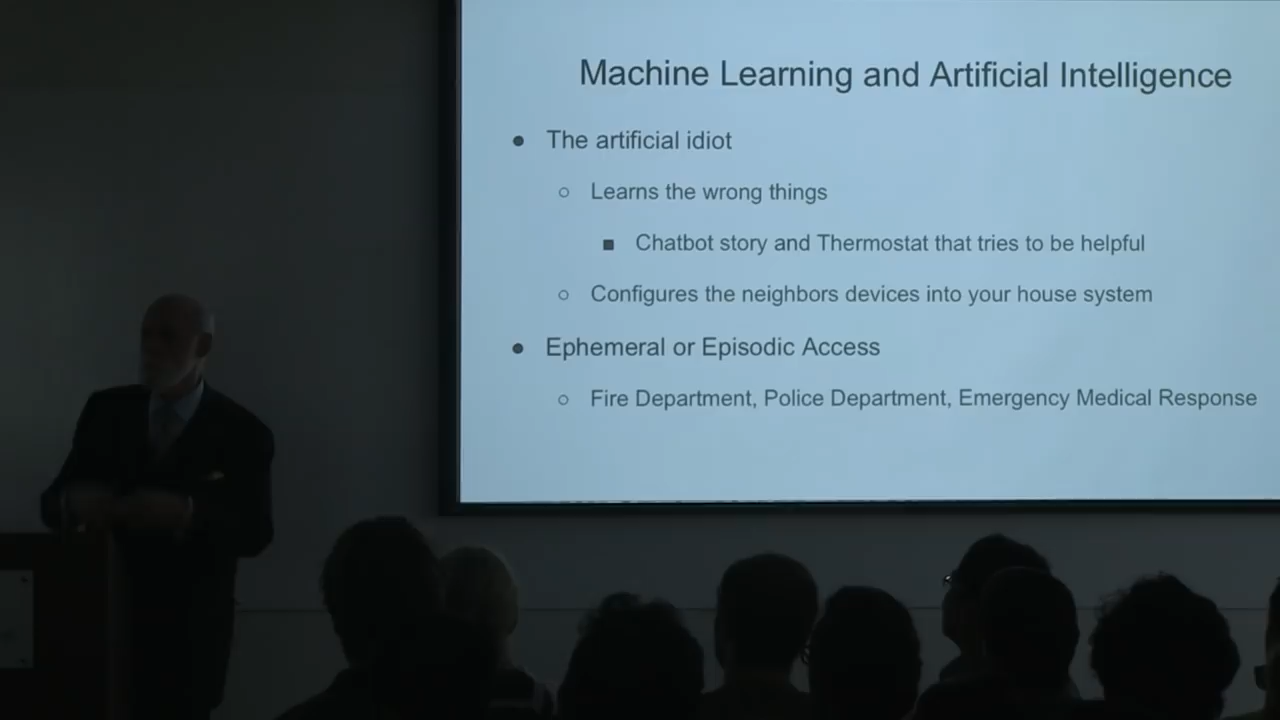 Machine Learning and Artificial Intelligence
The artificial idiot
Learns the wrong things
Chatbot story and Thermostat that tries to be helpful
Configures the neighbors devices into your house system
Ephemeral or Episodic Access
Fire Department, Police Department, Emergency Medical Response